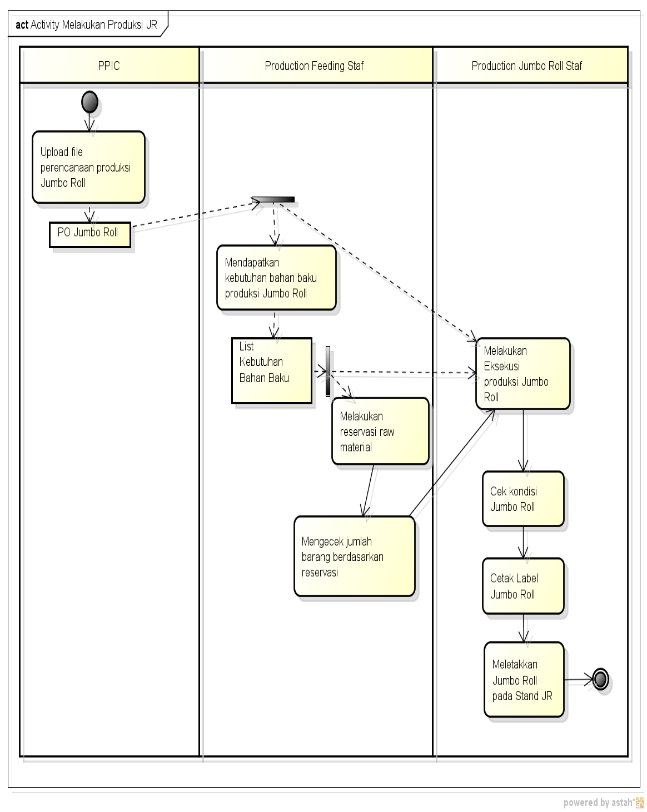 act Activity Melakukan Produksi JR
PPIC
Production Feeding Staf
Production Jumbo Roll Staf
Upload file
perencanaan produksi
Jumbo Roll
PO Jumbo Roll
Mendapatkan
kebutuhan bahan baku
produksi Jumbo Roll
List
Kebutuhan
Bahan Baku
Melakukan
reservasi raw
material
Mengecek jumlah
barang berdasarkan
reservasi
Melakukan
Eksekusi
produksi Jumbo
Roll
Cek kondisi
Jumbo Roll
Cetak Label
Jumbo Roll
Meletakkan
Jumbo Roll
pada Stand JR
powered by astah*